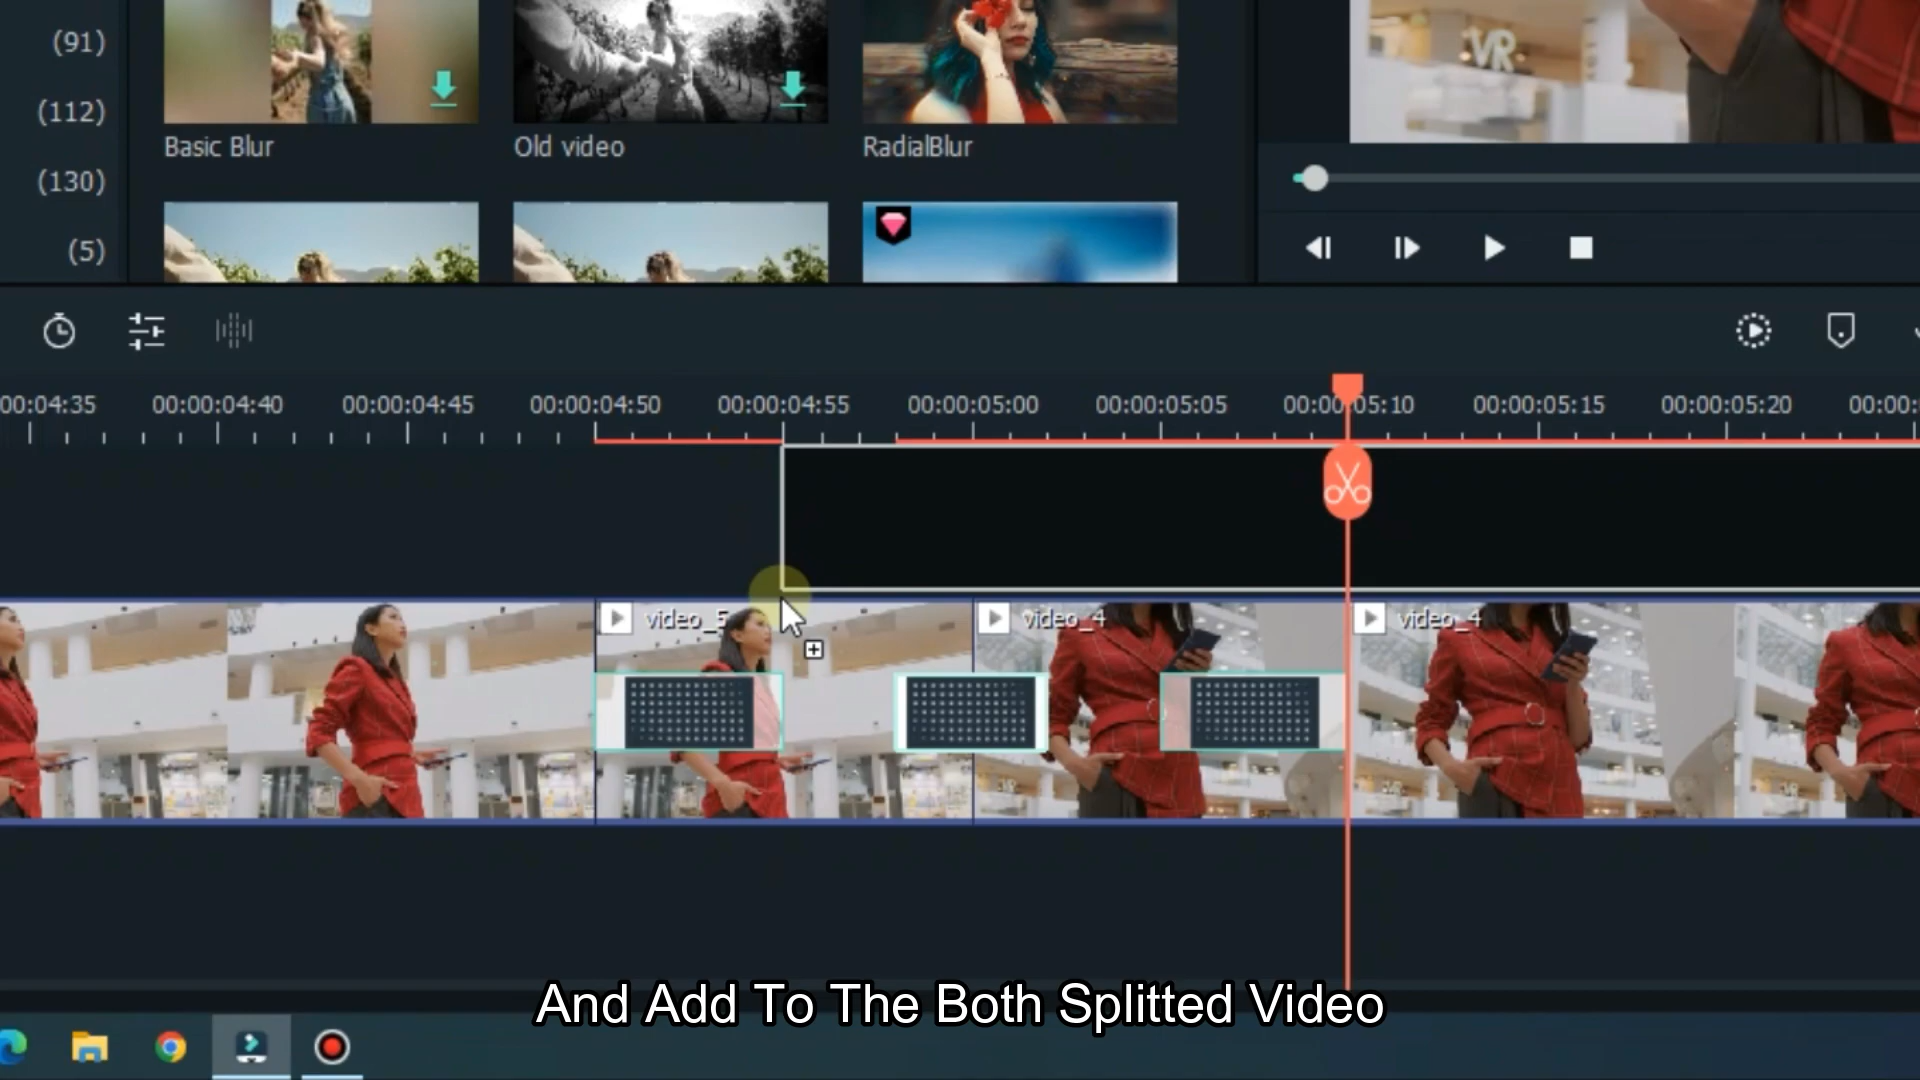 (91)
(112)
(130)
(5)
Basic Blur
Old video
RadialBlur
VR
00:00:04:35
00:00:04:40
00:00:04:45
00:00:04:50
00:00:04:55
00:00:05:00
00:00:05:05
00:00:05:10
00:00:05:15
00:00:05:20
video_5
video_4
video_4
And Add To The Both Splitted Video